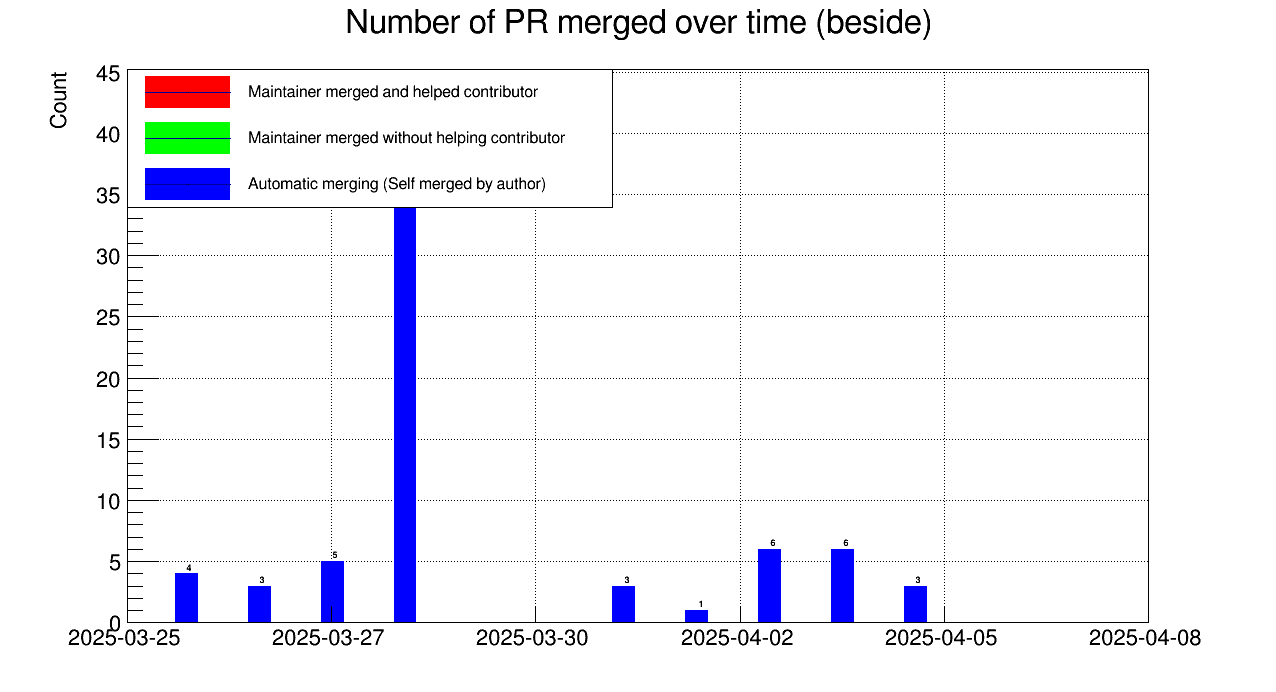 Number of PR merged over time (beside)
Count
45
40
35
30
25
20
15
10
5
0
Maintainer merged and helped contributor
Maintainer merged without helping contributor
Automatic merging (Self merged by author)
4 3 5 3 1 6 6 3
2025-03-25 2025-03-27 2025-03-30 2025-04-02 2025-04-05 2025-04-08